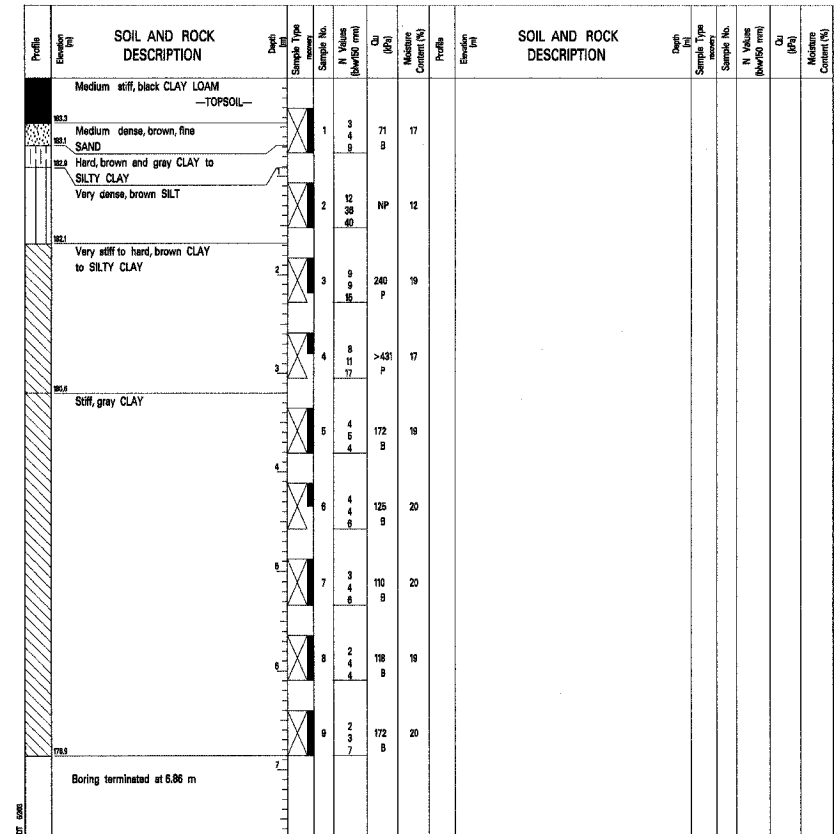 Profile
Elevation (m)
SOIL AND ROCK DESCRIPTION
Depth (m)
Sample Type
recovery
Sample No.
N Values (blw/150 mm)
Qu (kPa)
Moisture Content (%)
Profile
Elevation (m)
SOIL AND ROCK DESCRIPTION
Depth (m)
Sample Type
recovery
Sample No.
N Values (blw/150 mm)
Qu (kPa)
Moisture Content (%)
Medium stiff, black CLAY LOAM
—TOPSOIL—
183.3
Medium dense, brown, fine
183.1 SAND
182.9 Hard, brown and gray CLAY to
SILTY CLAY
Very dense, brown SILT
182.1
Very stiff to hard, brown CLAY
to SILTY CLAY
180.6
Stiff, gray CLAY
Boring terminated at 6.86 m
1
2
3
4
5
6
7
1 3 4 9 71 B 17
2 12 36 40 NP 12
3 9 9 15 240 P 19
4 8 11 17 >431 P 17
5 4 5 4 172 B 19
6 4 4 6 125 B 20
7 3 4 6 110 B 20
8 2 4 4 118 B 19
9 2 3 7 172 B 20